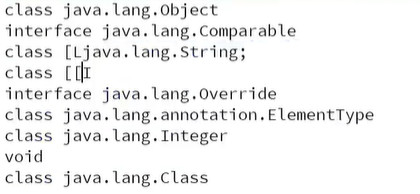 class java.lang.Object
interface java.lang.Comparable
class [Ljava.lang.String;
class [[I
interface java.lang.Override
class java.lang.annotation.ElementType
class java.lang.Integer
void
class java.lang.Class